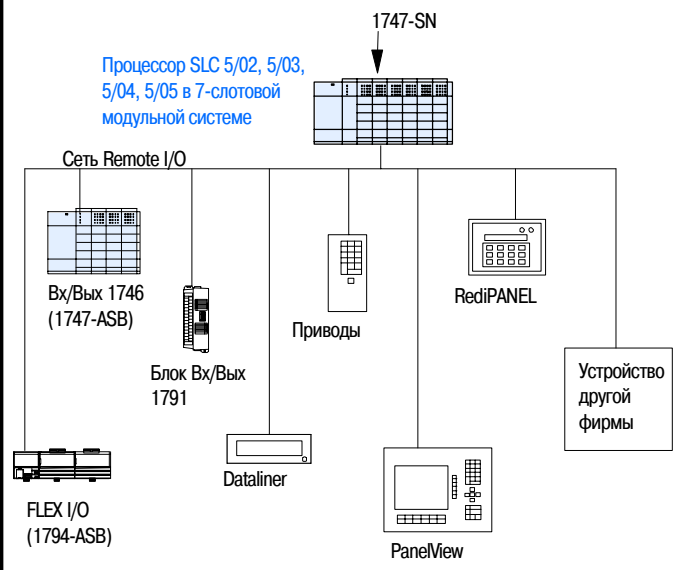 1747-SN
Процессор SLC 5/02, 5/03,
5/04, 5/05 в 7-слотовой
модульной системе
Сеть Remote I/O
Вх/Вых 1746
(1747-ASB)
Блок Вх/Вых
1791
Приводы
RediPANEL
Устройство
другой
фирмы
Dataliner
FLEX I/O
(1794-ASB)
PanelView